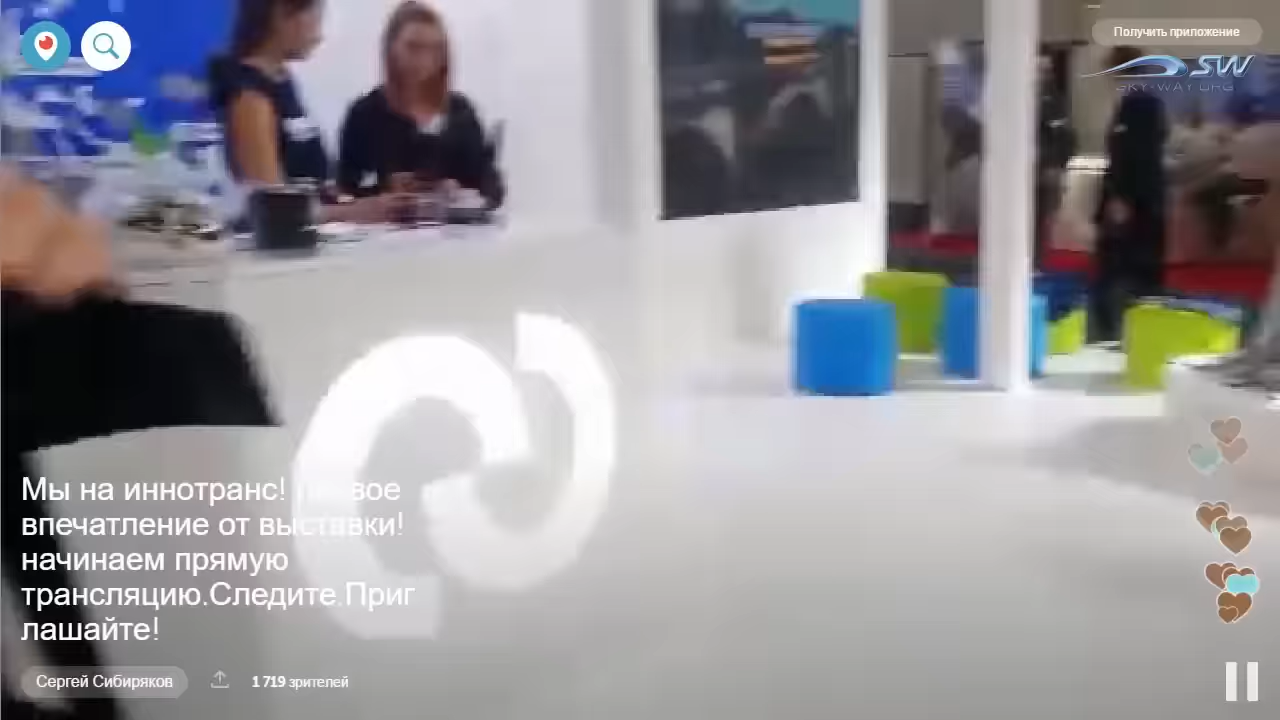 Получить приложение
SW
SKY-WAY.ORG
Мы на иннотранс! первое
впечатление от выставки!
начинаем прямую
трансляцию.Следите.Приг
лашайте!
Сергей Сибиряков
1 719 зрителей